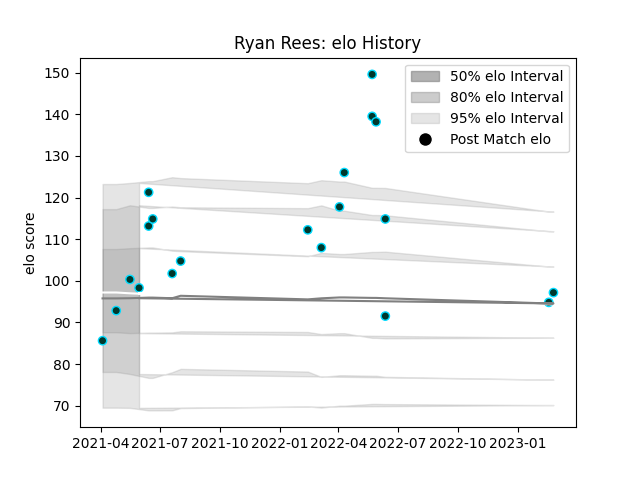 Ryan Rees: elo History
elo score
150
140
130
120
110
100
90
80
70
50% elo Interval
80% elo Interval
95% elo Interval
Post Match elo
2021-04 2021-07 2021-10 2022-01 2022-04 2022-07 2022-10 2023-01